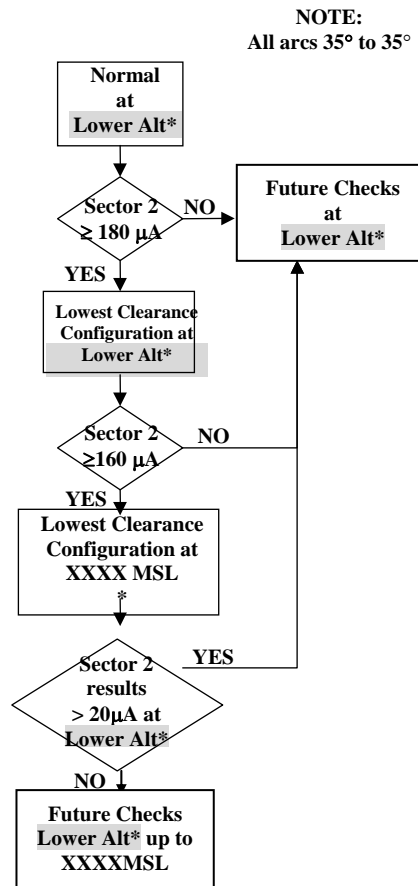 NOTE:
All arcs 35° to 35°
Normal
at
Lower Alt*
Sector 2
≥ 180 μA
NO
Future Checks
at
Lower Alt*
YES
Lowest Clearance
Configuration at
Lower Alt*
Sector 2
≥160 μA
NO
YES
Lowest Clearance
Configuration at
XXXX MSL
*
Sector 2
results
> 20μA at
Lower Alt*
YES
NO
Future Checks
Lower Alt* up to
XXXXMSL